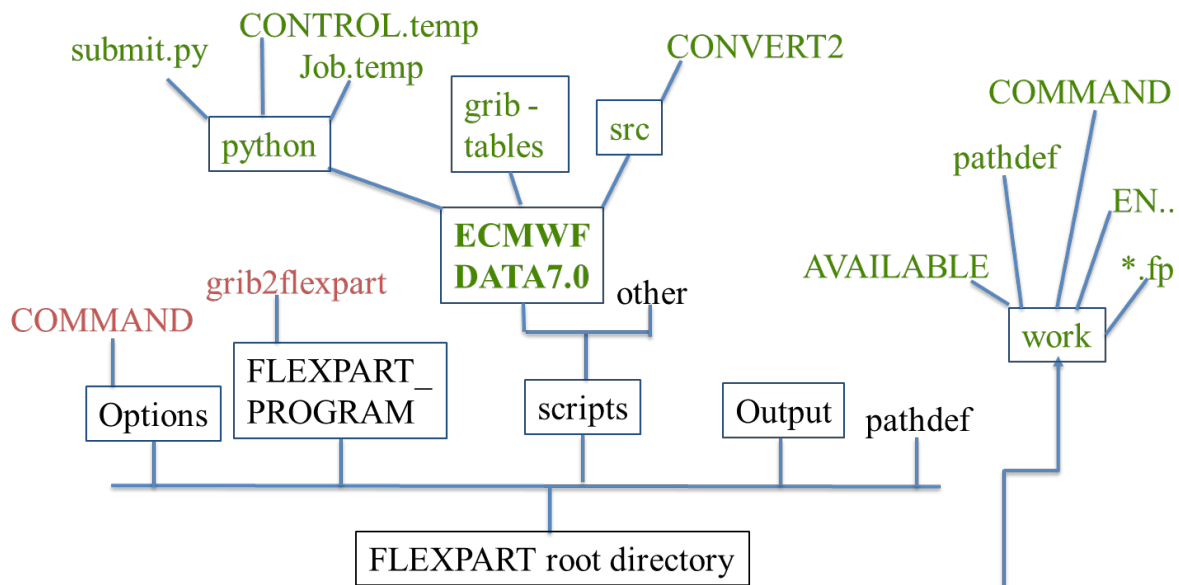 CONTROL.temp
submit.py
Job.temp
CONVERT2
COMMAND
grib -
tables
src
python
pathdef
EN..
ECMWF
DATA7.0
AVAILABLE
*.fp
grib2flexpart
other
COMMAND
work
FLEXPART_
PROGRAM
Options
scripts
Output
pathdef
FLEXPART root directory